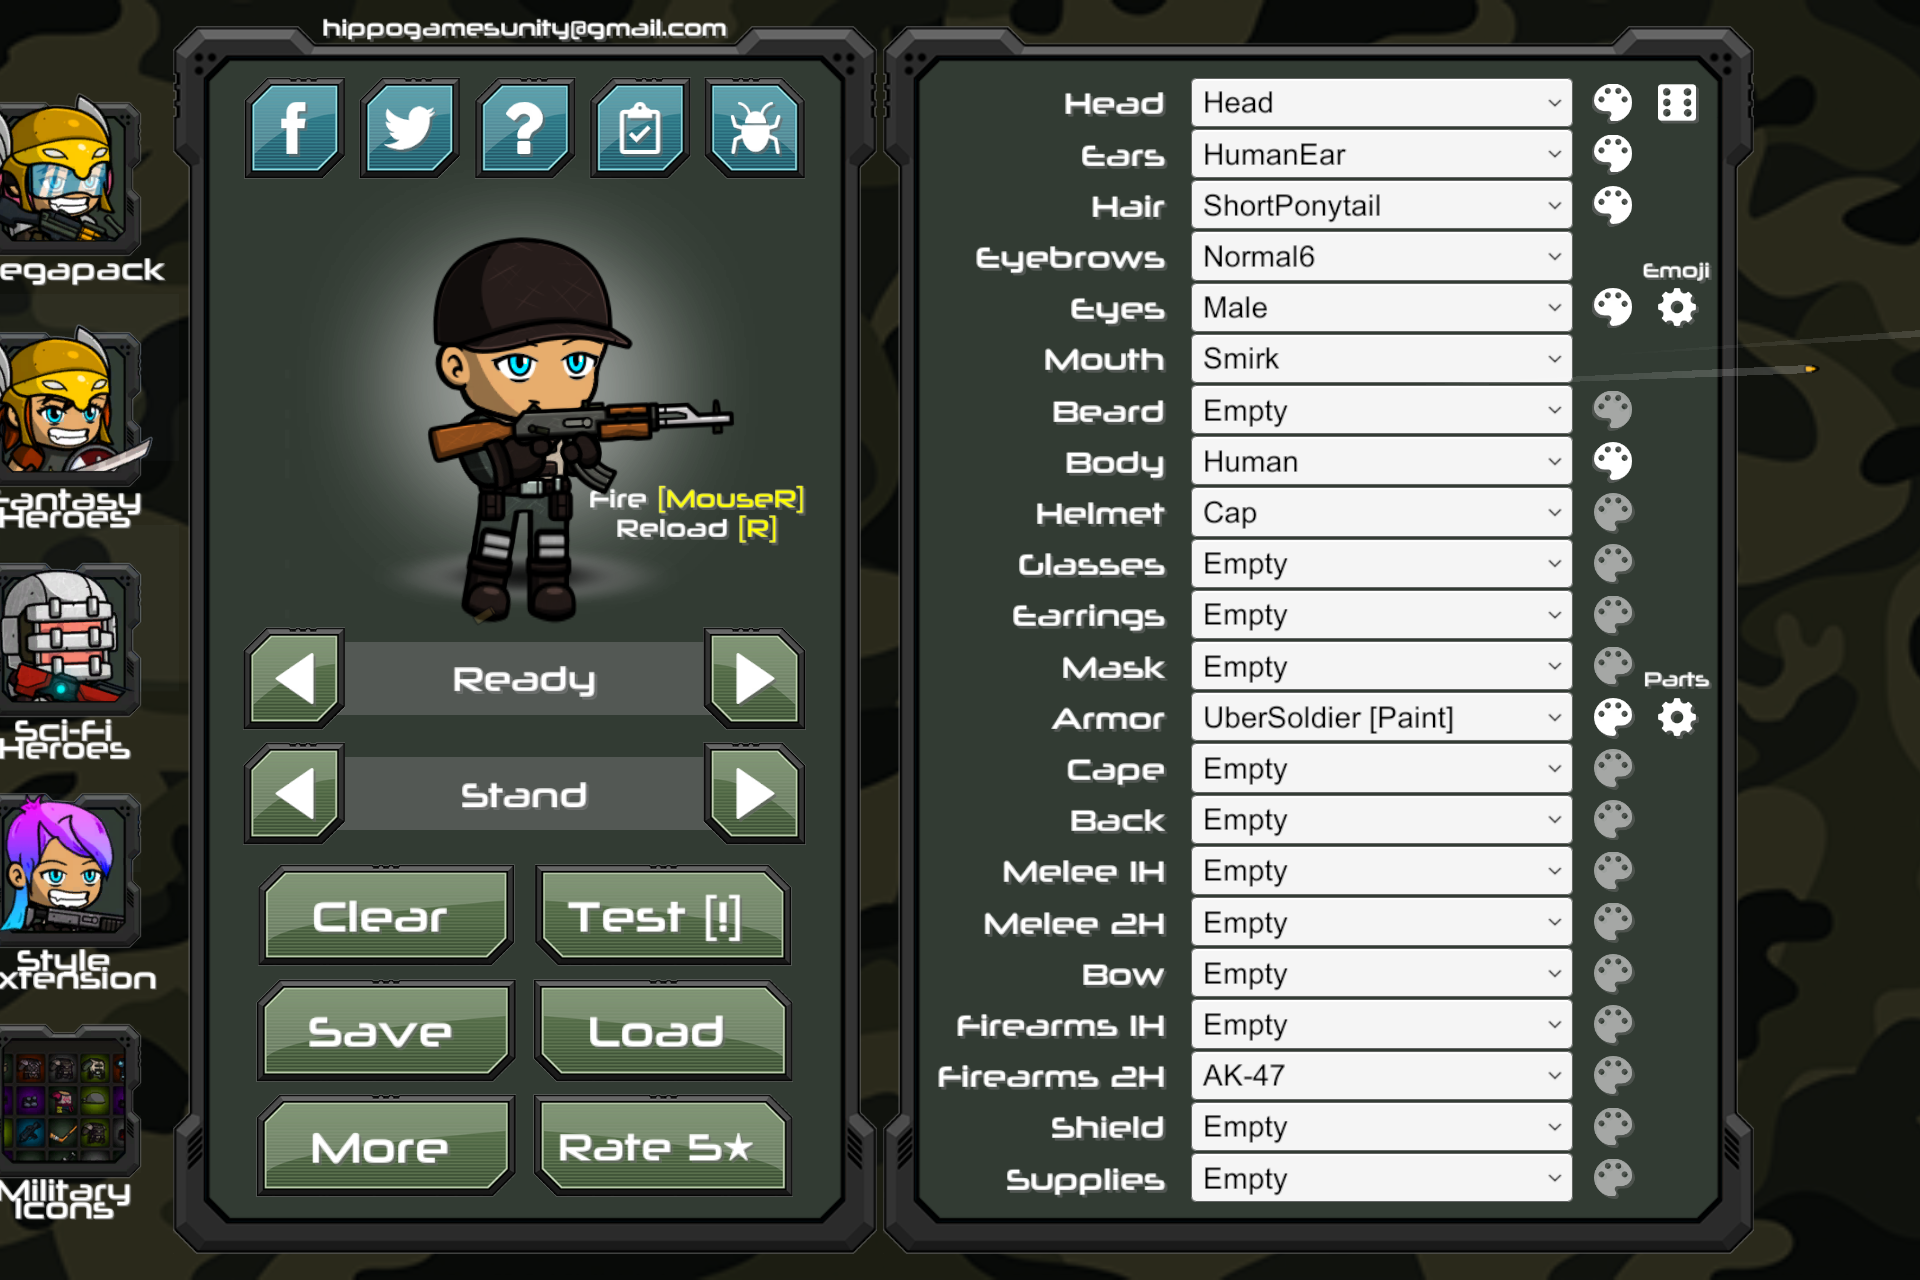 hippogamesunity@gmail.com
egapack
Fantasy
Heroes
Sci-Fi
Heroes
Style
xtension
Military
Icons
Fire [MouseR]
Reload [R]
Ready
Stand
Clear
Test [!]
Save
Load
More
Rate 5★
Head Head
Ears HumanEar
Hair ShortPonytail
Eyebrows Normal6
Emoji
Eyes Male
Mouth Smirk
Beard Empty
Body Human
Helmet Cap
Glasses Empty
Earrings Empty
Mask Empty
Parts
Armor UberSoldier [Paint]
Cape Empty
Back Empty
Melee 1H Empty
Melee 2H Empty
Bow Empty
Firearms 1H Empty
Firearms 2H AK-47
Shield Empty
Supplies Empty